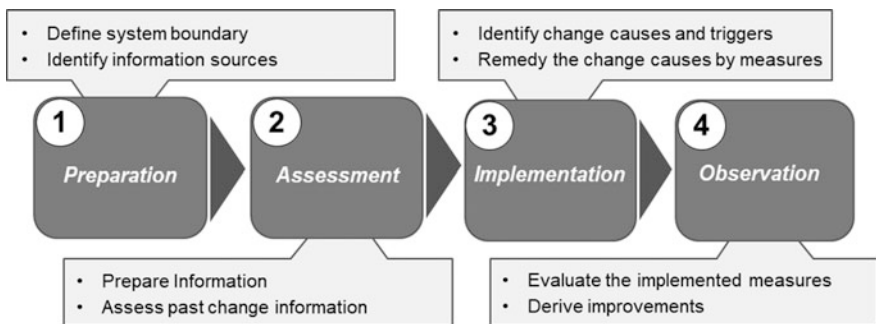 • Define system boundary
• Identify information sources
• Identify change causes and triggers
• Remedy the change causes by measures
1
Preparation
2
Assessment
3
Implementation
4
Observation
• Prepare Information
• Assess past change information
• Evaluate the implemented measures
• Derive improvements